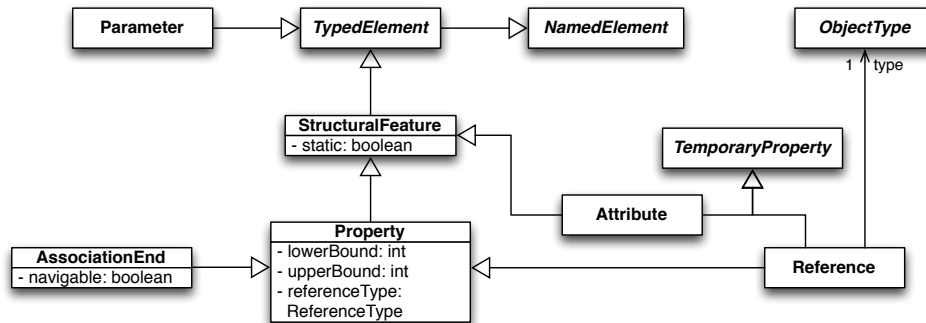 Parameter
TypedElement
NamedElement
ObjectType
1 type
StructuralFeature
- static: boolean
TemporaryProperty
Attribute
Property
- lowerBound: int
- upperBound: int
- referenceType:
ReferenceType
AssociationEnd
- navigable: boolean
Reference